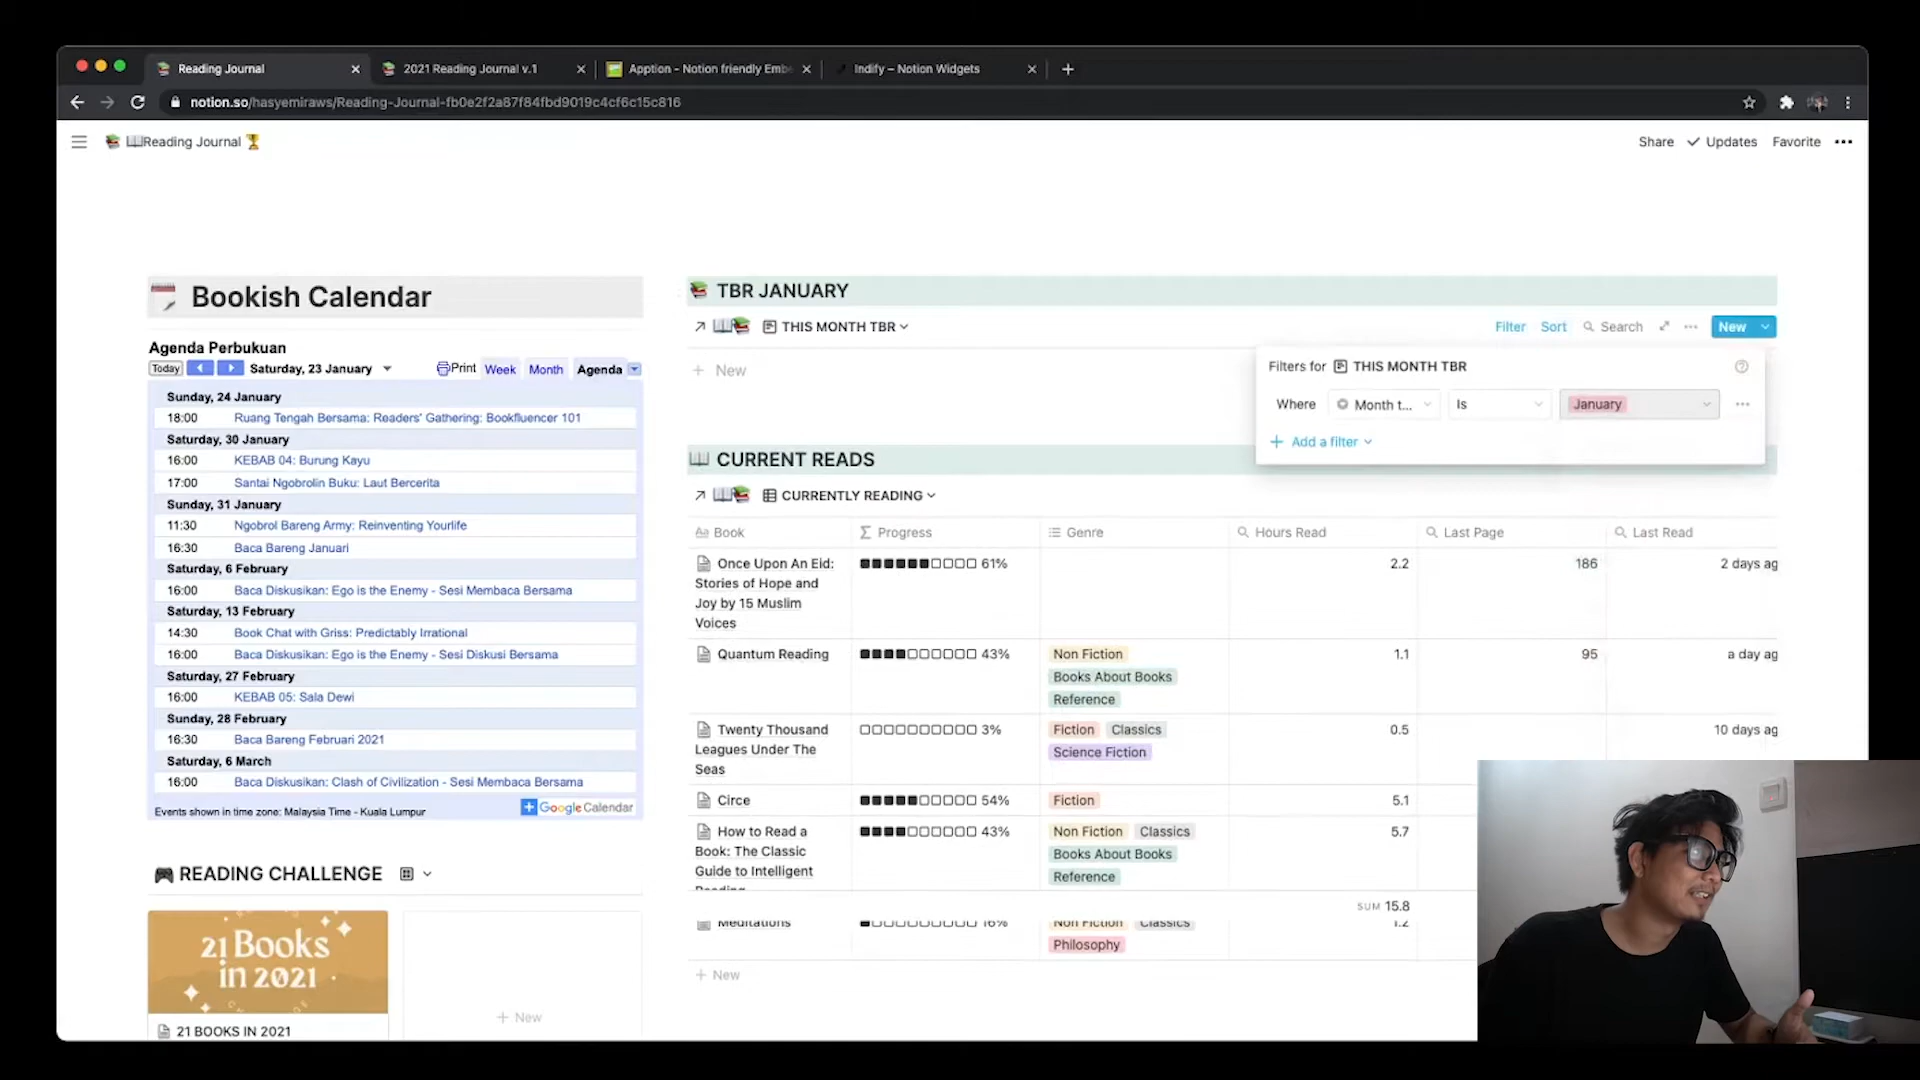 Reading Journal
2021 Reading Journal v.1
Apption - Notion friendly Embe
Indify – Notion Widgets
notion.so/hasyemiraws/Reading-Journal-fb0e2f2a87f84fbd9019c4cf6c15c816
Reading Journal
Share
Updates
Favorite
Bookish Calendar
Agenda Perbukuan
Today
Saturday, 23 January
Print
Week
Month
Agenda
Sunday, 24 January
18:00 Ruang Tengah Bersama: Readers' Gathering: Bookfluencer 101
Saturday, 30 January
16:00 KEBAB 04: Burung Kayu
17:00 Santai Ngobrolin Buku: Laut Bercerita
Sunday, 31 January
11:30 Ngobrol Bareng Army: Reinventing Yourlife
16:30 Baca Bareng Januari
Saturday, 6 February
16:00 Baca Diskusikan: Ego is the Enemy - Sesi Membaca Bersama
Saturday, 13 February
14:30 Book Chat with Griss: Predictably Irrational
16:00 Baca Diskusikan: Ego is the Enemy - Sesi Diskusi Bersama
Saturday, 27 February
16:00 KEBAB 05: Sala Dewi
Sunday, 28 February
16:30 Baca Bareng Februari 2021
Saturday, 6 March
16:00 Baca Diskusikan: Clash of Civilization - Sesi Membaca Bersama
Events shown in time zone: Malaysia Time - Kuala Lumpur
Google Calendar
READING CHALLENGE
21 Books
in 2021
21 BOOKS IN 2021
+ New
TBR JANUARY
THIS MONTH TBR
Filter
Sort
Search
New
+ New
Filters for THIS MONTH TBR
Where Month t... Is January
+ Add a filter
CURRENT READS
CURRENTLY READING
Book Progress Genre Hours Read Last Page Last Read
Once Upon An Eid: 61% 2.2 186 2 days ag
Stories of Hope and
Joy by 15 Muslim
Voices
Quantum Reading 43% Non Fiction 1.1 95 a day ag
Books About Books
Reference
Twenty Thousand 3% Fiction Classics 0.5 10 days ag
Leagues Under The Science Fiction
Seas
Circe 54% Fiction 5.1
How to Read a 43% Non Fiction Classics 5.7
Book: The Classic Books About Books
Guide to Intelligent Reference
Reading
SUM 15.8
Meditations 16% Non Fiction Classics 1.2
Philosophy
+ New